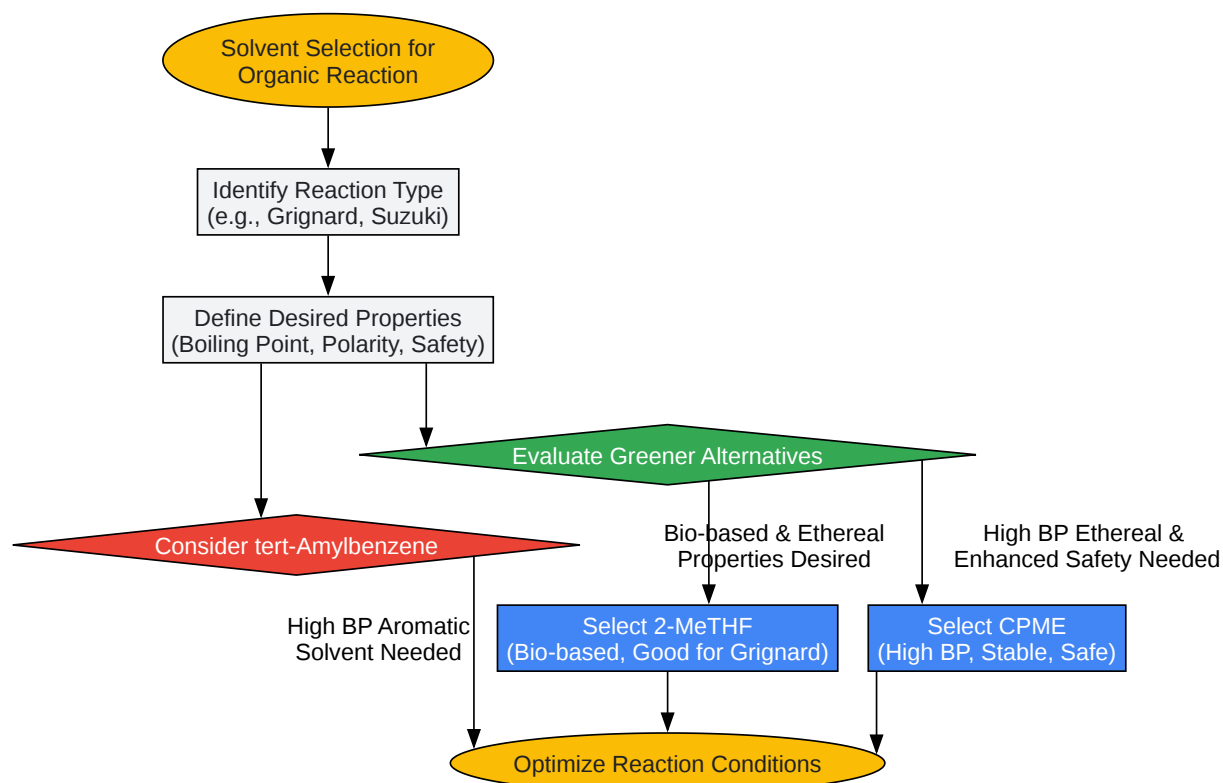 Solvent Selection for
Organic Reaction
Identify Reaction Type
(e.g., Grignard, Suzuki)
Define Desired Properties
(Boiling Point, Polarity, Safety)
Evaluate Greener Alternatives
Consider tert-Amylbenzene
Bio-based & Ethereal
Properties Desired
High BP Ethereal &
Enhanced Safety Needed
High BP Aromatic
Solvent Needed
Select 2-MeTHF
(Bio-based, Good for Grignard)
Select CPME
(High BP, Stable, Safe)
Optimize Reaction Conditions